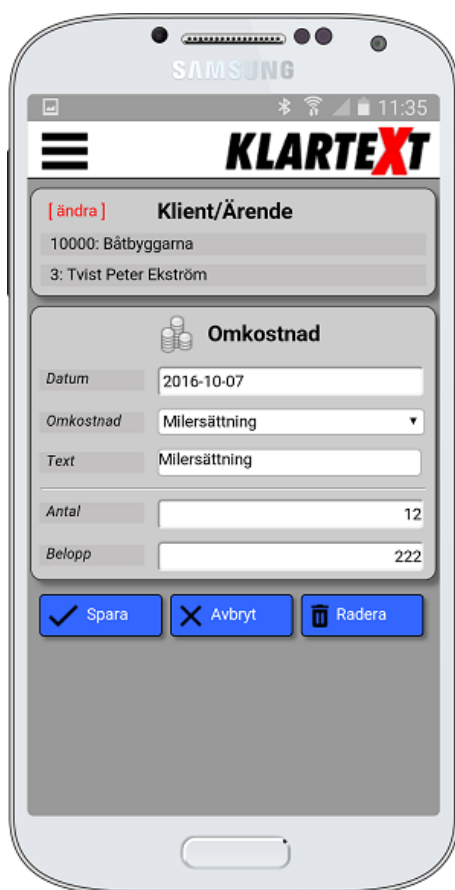 SAMSUNG
11:35
KLARTEXT
[ ändra ] Klient/Ärende
10000: Båtbyggarna
3: Tvist Peter Ekström
Omkostnad
Datum 2016-10-07
Omkostnad Milersättning
Text Milersättning
Antal 12
Belopp 222
Spara Avbryt Radera